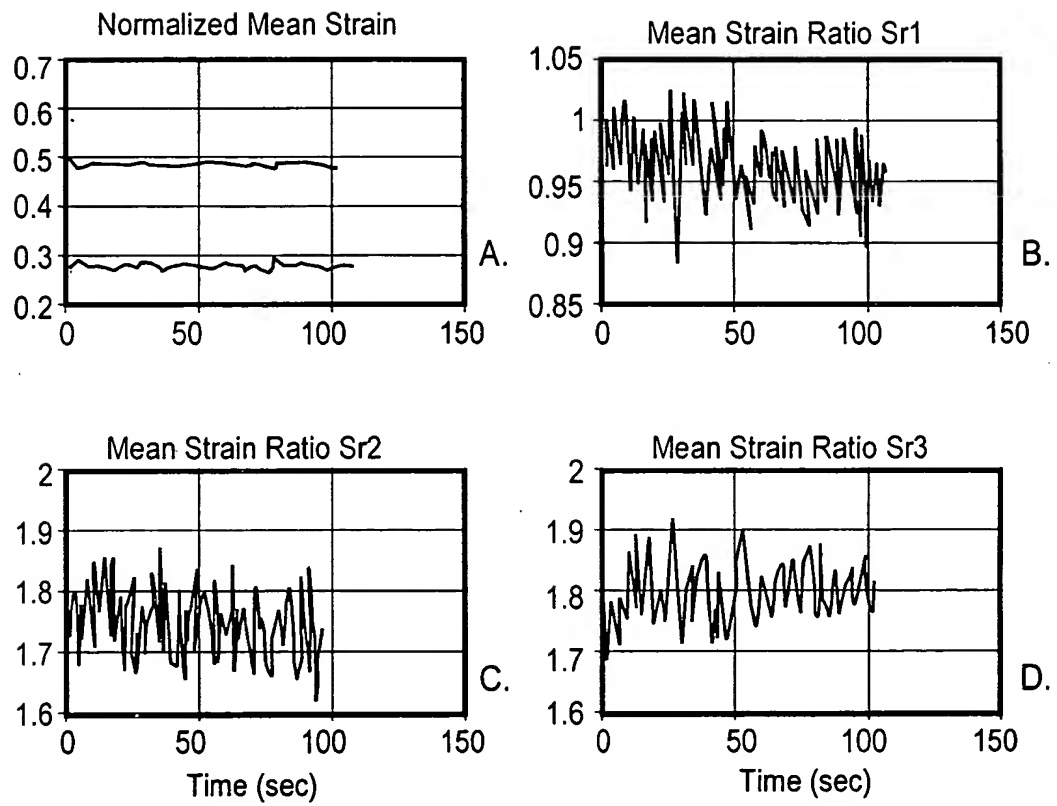 Normalized Mean Strain
0.7
0.6
0.5
0.4
0.3
0.2
0 50 100 150
A.
Mean Strain Ratio Sr1
1.05
1
0.95
0.9
0.85
0 50 100 150
B.
Mean Strain Ratio Sr2
2
1.9
1.8
1.7
1.6
0 50 100 150
Time (sec)
C.
Mean Strain Ratio Sr3
2
1.9
1.8
1.7
1.6
0 50 100 150
Time (sec)
D.